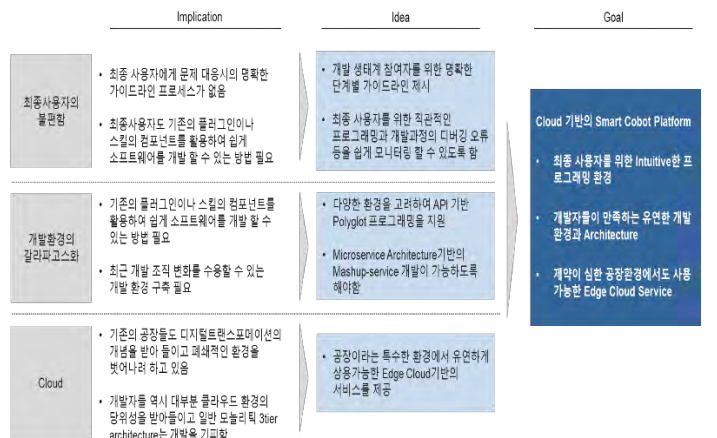 Implication
Idea
Goal
최종사용자의
불편함
• 최종 사용자에게 문제 대응시의 명확한
가이드라인 프로세스가 없음
• 최종사용자도 기존의 플러그인이나
스킬의 컴포넌트를 활용하여 쉽게
소프트웨어를 개발 할 수 있는 방법 필요
• 개발 생태계 참여자를 위한 명확한
단계별 가이드라인 제시
• 최종 사용자를 위한 직관적인
프로그래밍과 개발과정의 디버깅 오류
등을 쉽게 모니터링 할 수 있도록 함
개발환경의
갈라파고스화
• 기존의 플러그인이나 스킬의 컴포넌트를
활용하여 쉽게 소프트웨어를 개발 할 수
있는 방법 필요
• 최근 개발 조직 변화를 수용할 수 있는
개발 환경 구축 필요
• 다양한 환경을 고려하여 API 기반
Polyglot 프로그래밍을 지원
• Microservice Architecture기반의
Mashup-service 개발이 가능하도록
해야함
Cloud
• 기존의 공장들도 디지털트랜스포메이션의
개념을 받아 들이고 폐쇄적인 환경을
벗어나려 하고 있음
• 개발자들 역시 대부분 클라우드 환경의
당위성을 받아들이고 일반 모놀리틱 3tier
architecture는 개발을 기피함
• 공장이라는 특수한 환경에서 유연하게
상용가능한 Edge Cloud기반의
서비스를 제공
Cloud 기반의 Smart Cobot Platform
• 최종 사용자를 위한 Intuitive한 프
로그래밍 환경
• 개발자들이 만족하는 유연한 개발
환경과 Architecture
• 제약이 심한 공장환경에서도 사용
가능한 Edge Cloud Service